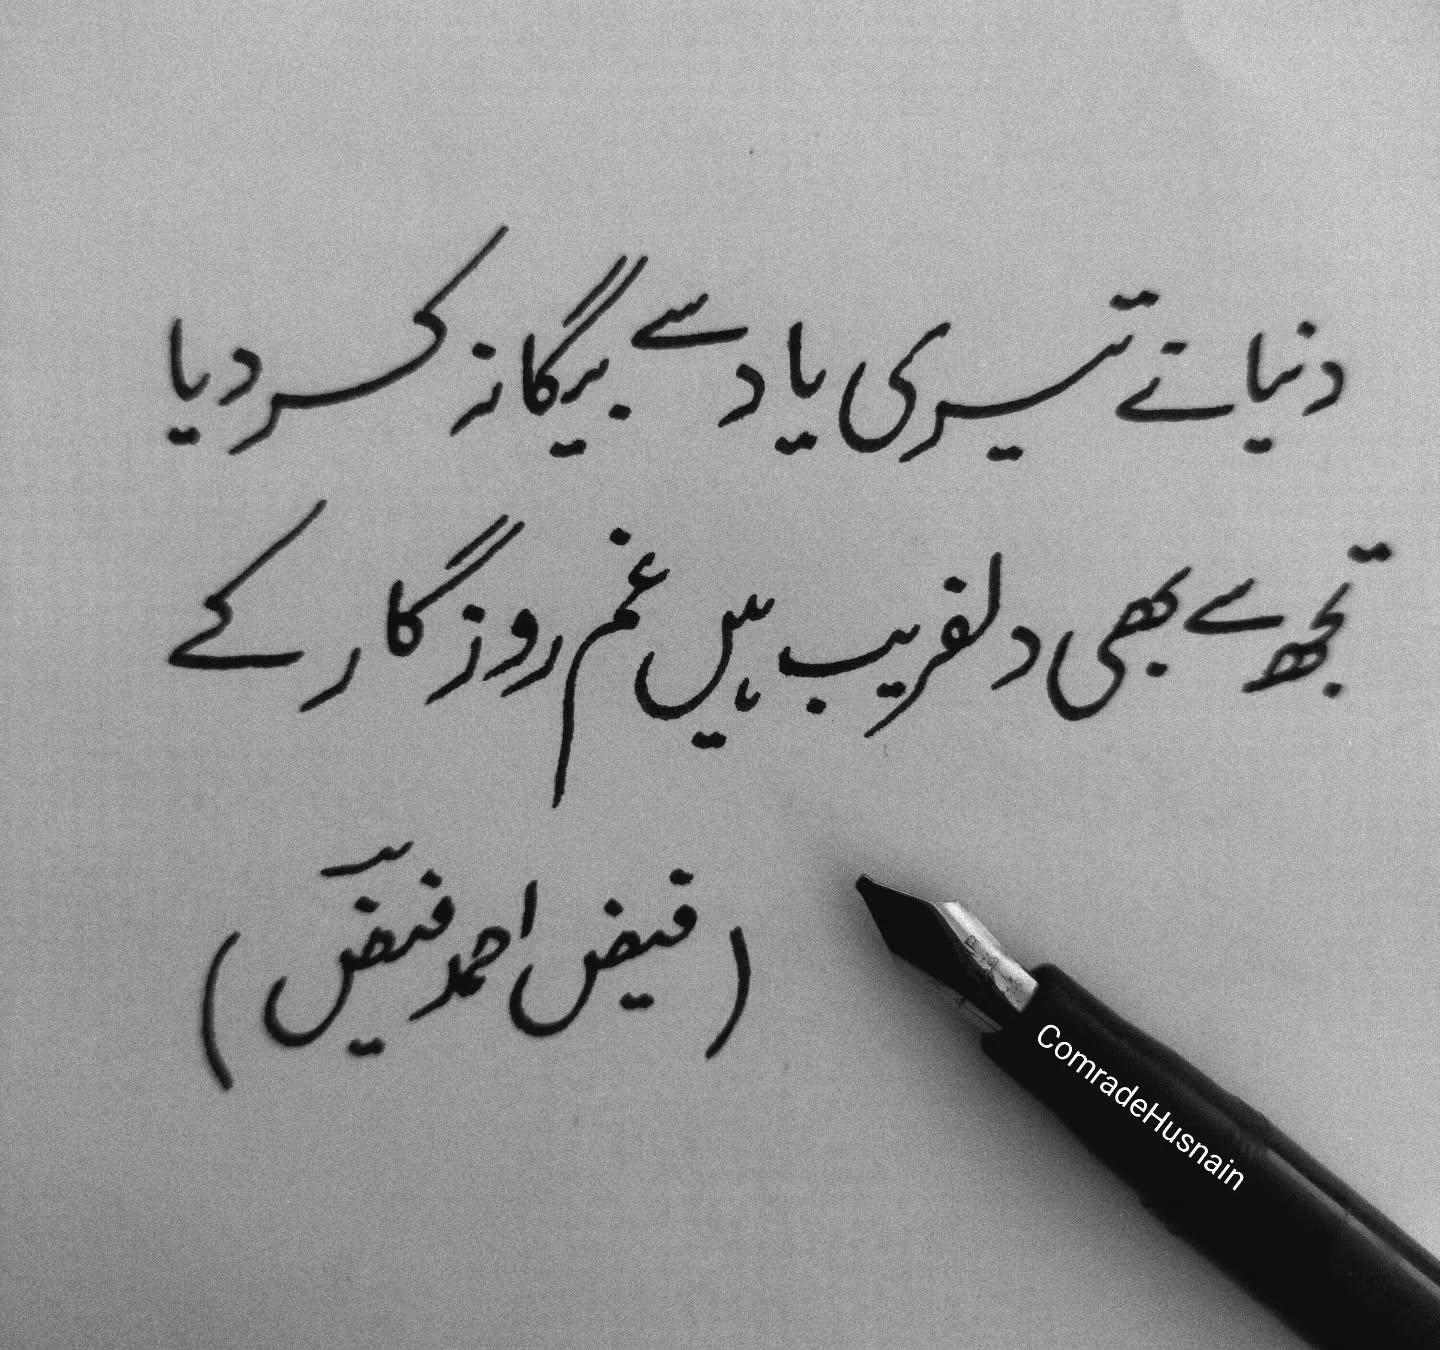 دنیا نے تیری یاد سے بیگانہ کر دیا
تجھ سے بھی دلفریب ہیں غم روزگار کے
(فیض احمد فیضؔ)
ComradeHusnain